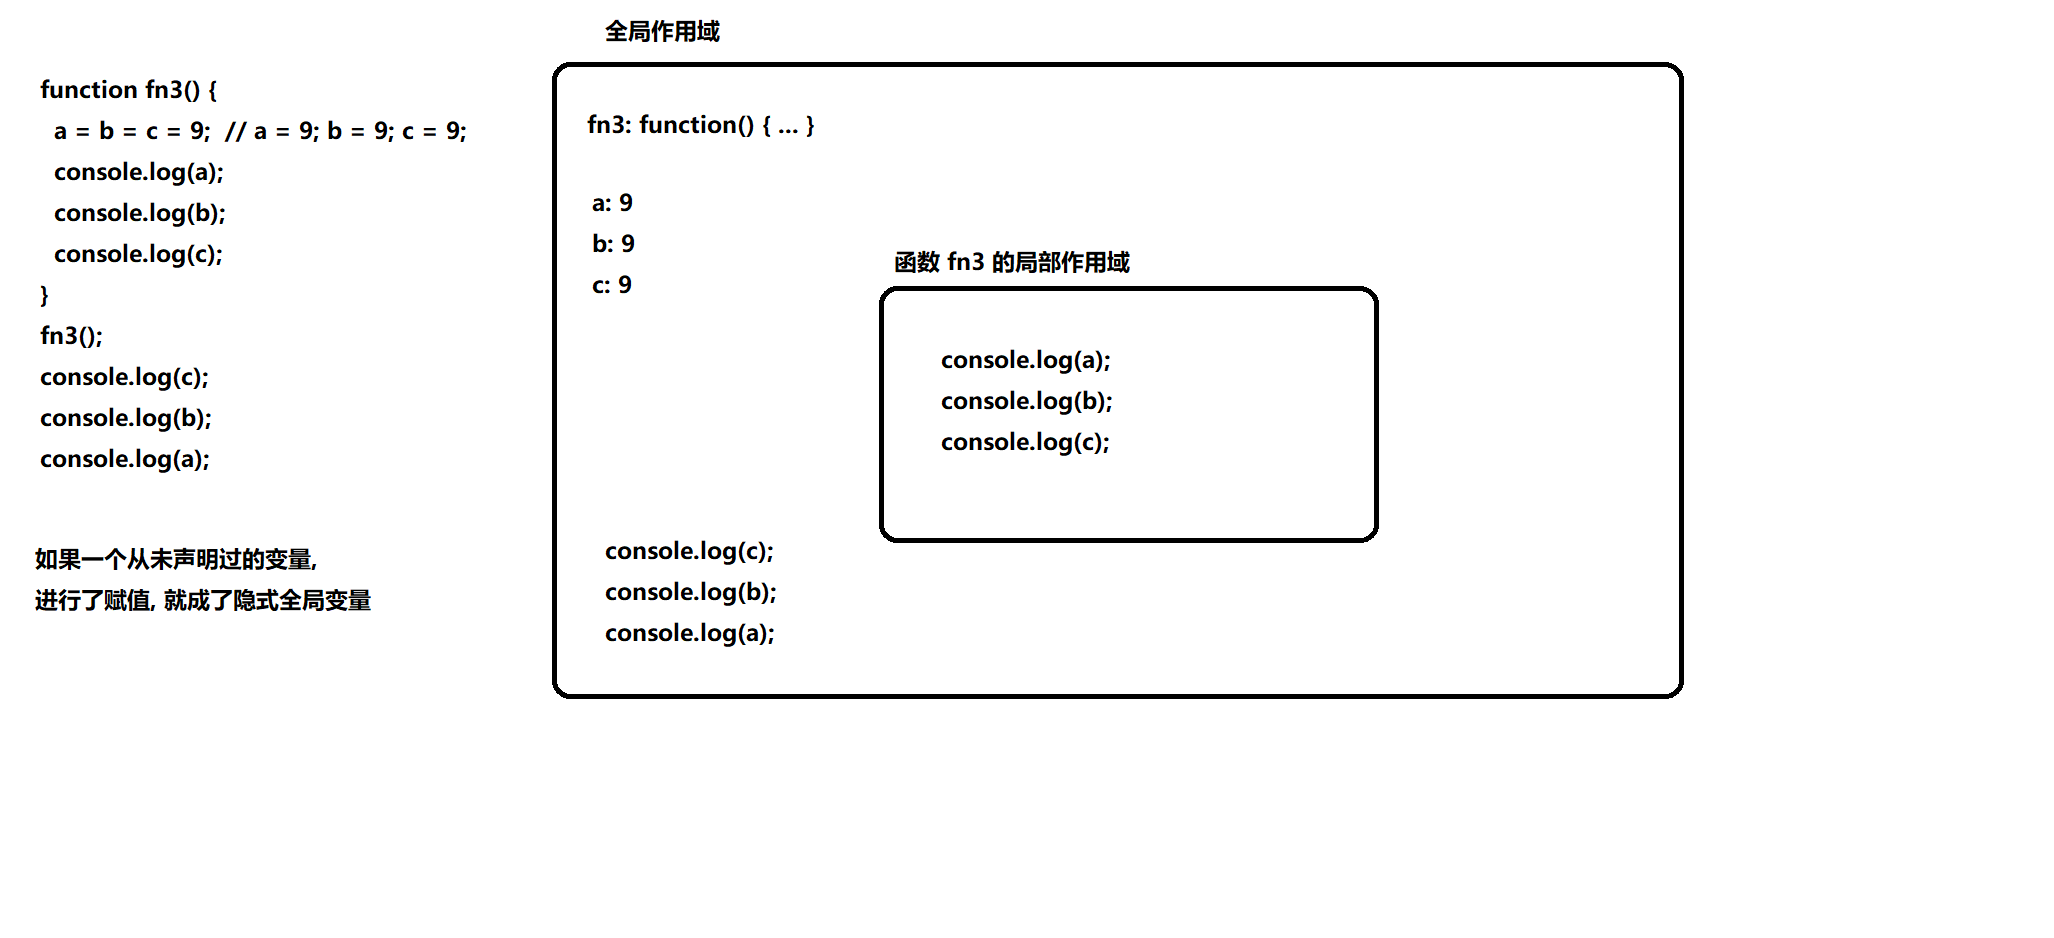 function fn3() {
a = b = c = 9;  // a = 9; b = 9; c = 9;
console.log(a);
console.log(b);
console.log(c);
}
fn3();
console.log(c);
console.log(b);
console.log(a);
如果一个从未声明过的变量,
进行了赋值, 就成了隐式全局变量
全局作用域
fn3: function() { ... }
a: 9
b: 9
c: 9
函数 fn3 的局部作用域
console.log(a);
console.log(b);
console.log(c);
console.log(c);
console.log(b);
console.log(a);